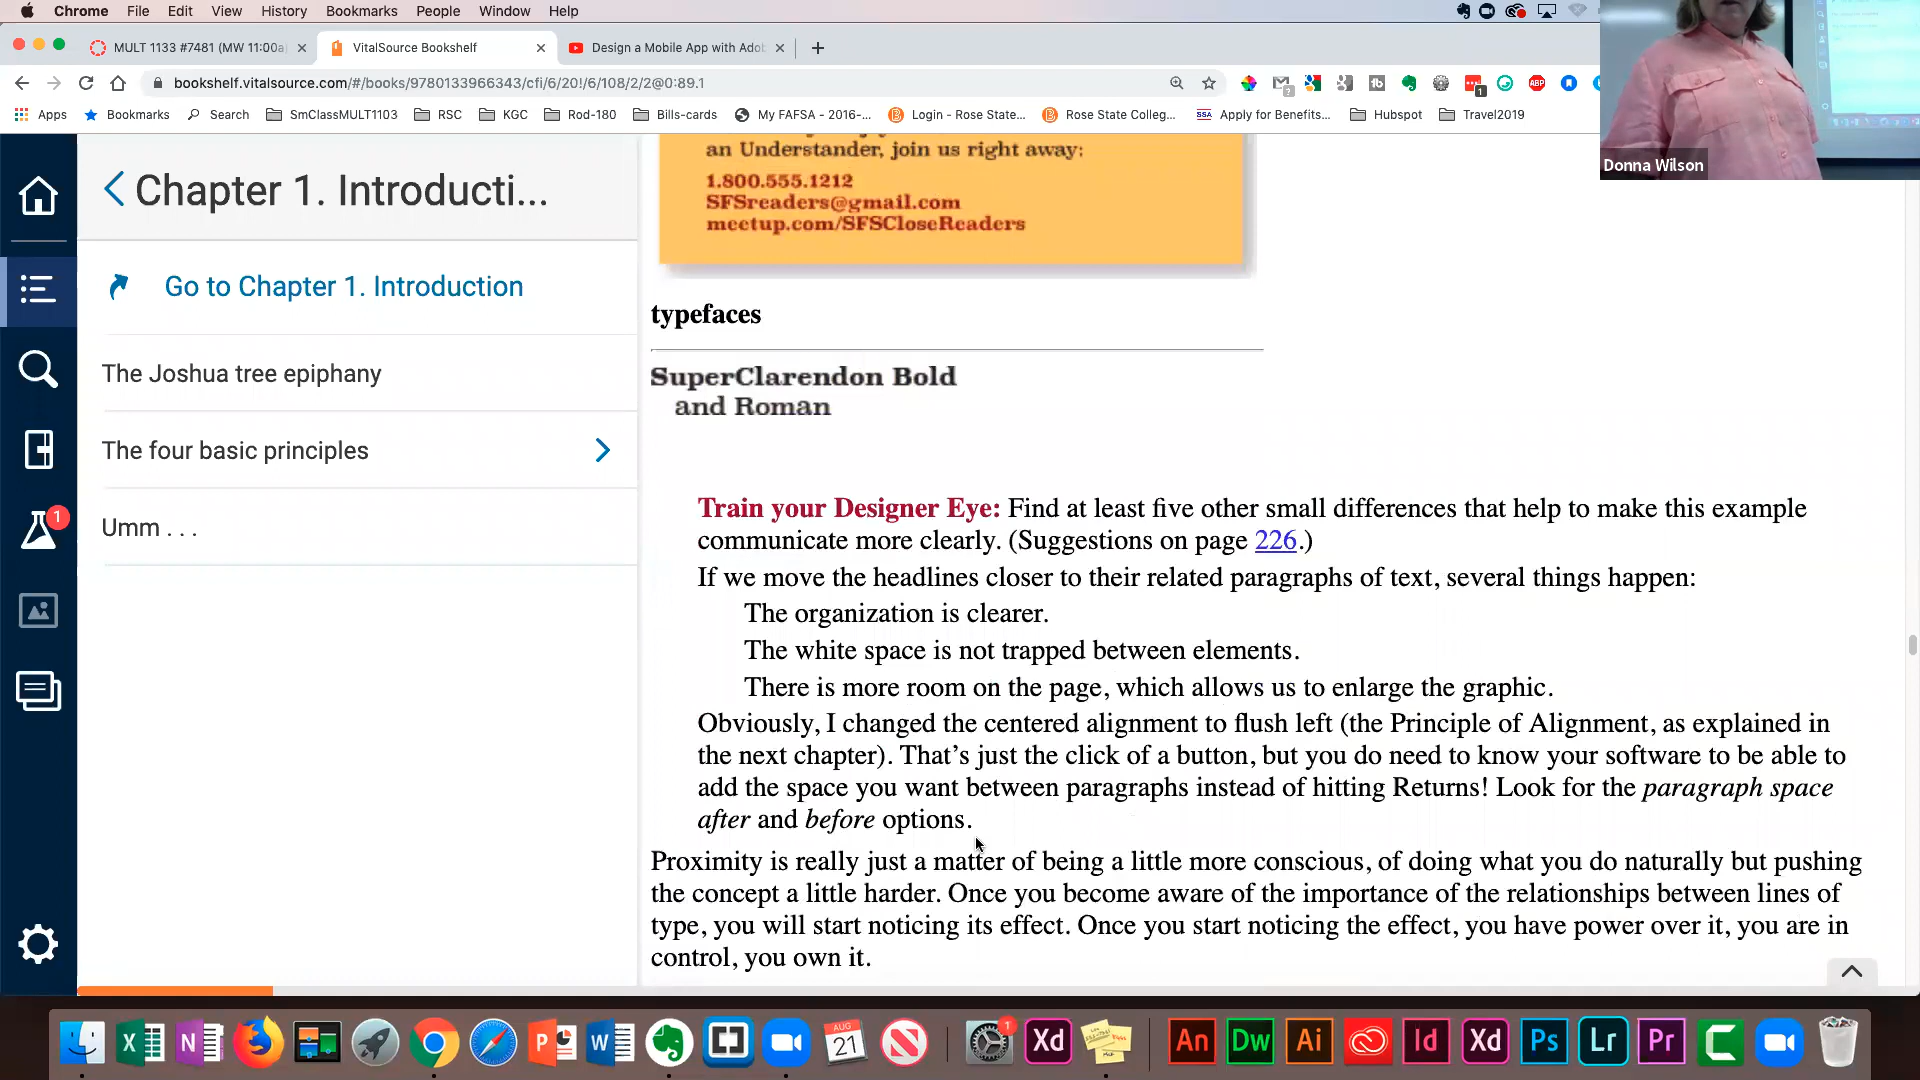 Chrome File Edit View History Bookmarks People Window Help
MULT 1133 #7481 (MW 11:00a
VitalSource Bookshelf
Design a Mobile App with Ado
bookshelf.vitalsource.com/#/books/9780133966343/cfi/6/20!/6/108/2/2@0:89.1
Apps Bookmarks Search SmClassMULT1103 RSC KGC Rod-180 Bills-cards My FAFSA - 2016-... Login - Rose State... Rose State Colleg... SSA Apply for Benefits... Hubspot Travel2019
Donna Wilson
Chapter 1. Introducti...
Go to Chapter 1. Introduction
The Joshua tree epiphany
The four basic principles
Umm . . .
1
an Understander, join us right away:
1.800.555.1212
SFSreaders@gmail.com
meetup.com/SFSCloseReaders
typefaces
SuperClarendon Bold
and Roman
Train your Designer Eye: Find at least five other small differences that help to make this example
communicate more clearly. (Suggestions on page 226.)
If we move the headlines closer to their related paragraphs of text, several things happen:
The organization is clearer.
The white space is not trapped between elements.
There is more room on the page, which allows us to enlarge the graphic.
Obviously, I changed the centered alignment to flush left (the Principle of Alignment, as explained in
the next chapter). That's just the click of a button, but you do need to know your software to be able to
add the space you want between paragraphs instead of hitting Returns! Look for the paragraph space
after and before options.
Proximity is really just a matter of being a little more conscious, of doing what you do naturally but pushing
the concept a little harder. Once you become aware of the importance of the relationships between lines of
type, you will start noticing its effect. Once you start noticing the effect, you have power over it, you are in
control, you own it.
X N P W AUG 21 1 Xd An Dw Ai Id Xd Ps Lr Pr C